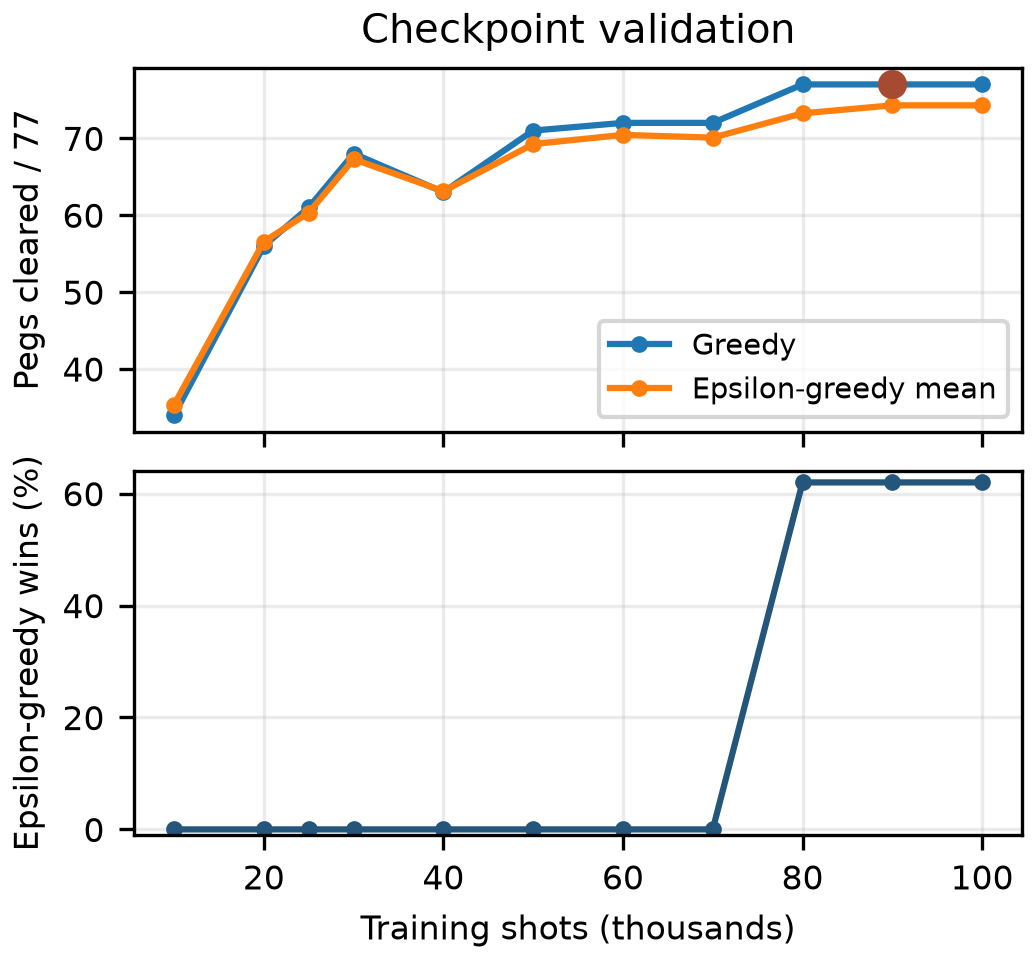 Checkpoint validation
Pegs cleared / 77
70
60
50
40
Greedy
Epsilon-greedy mean
Epsilon-greedy wins (%)
60
40
20
0
20 40 60 80 100
Training shots (thousands)